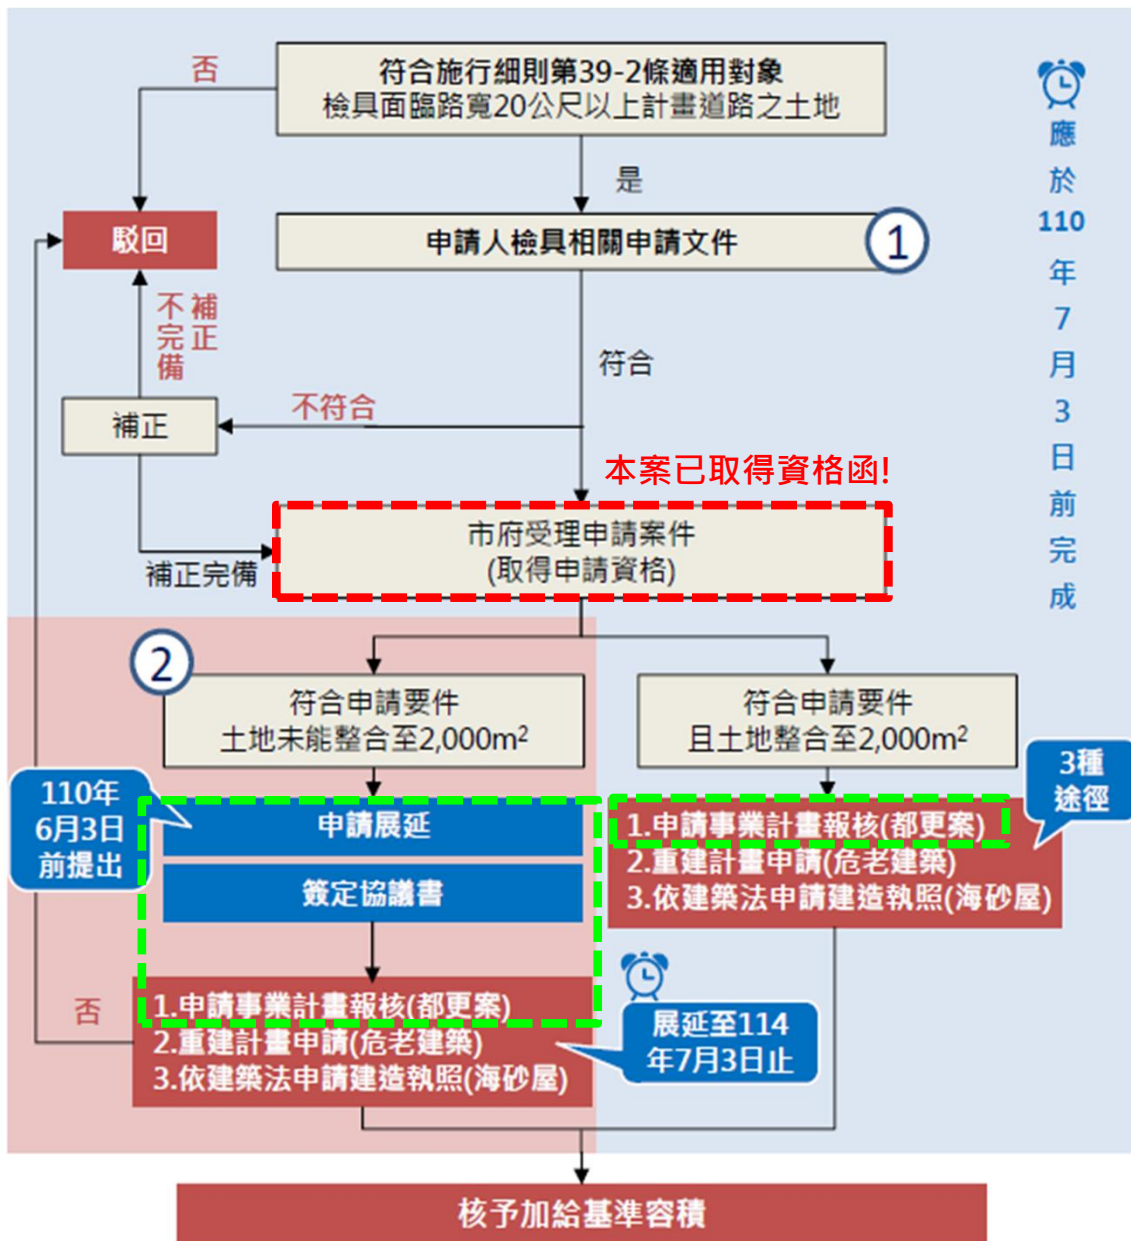 符合施行細則第39-2條適用對象
檢具面臨路寬20公尺以上計畫道路之土地
否
是
應於110年7月3日前完成
駁回
申請人檢具相關申請文件
1
補正
不完備
符合
不符合
補正
本案已取得資格函!
市府受理申請案件
(取得申請資格)
補正完備
2
符合申請要件
土地未能整合至2,000m²
符合申請要件
且土地整合至2,000m²
3種
途徑
110年
6月3日
前提出
申請展延
簽定協議書
1.申請事業計畫報核(都更案)
2.重建計畫申請(危老建築)
3.依建築法申請建造執照(海砂屋)
否
1.申請事業計畫報核(都更案)
2.重建計畫申請(危老建築)
3.依建築法申請建造執照(海砂屋)
展延至114
年7月3日止
核予加給基準容積